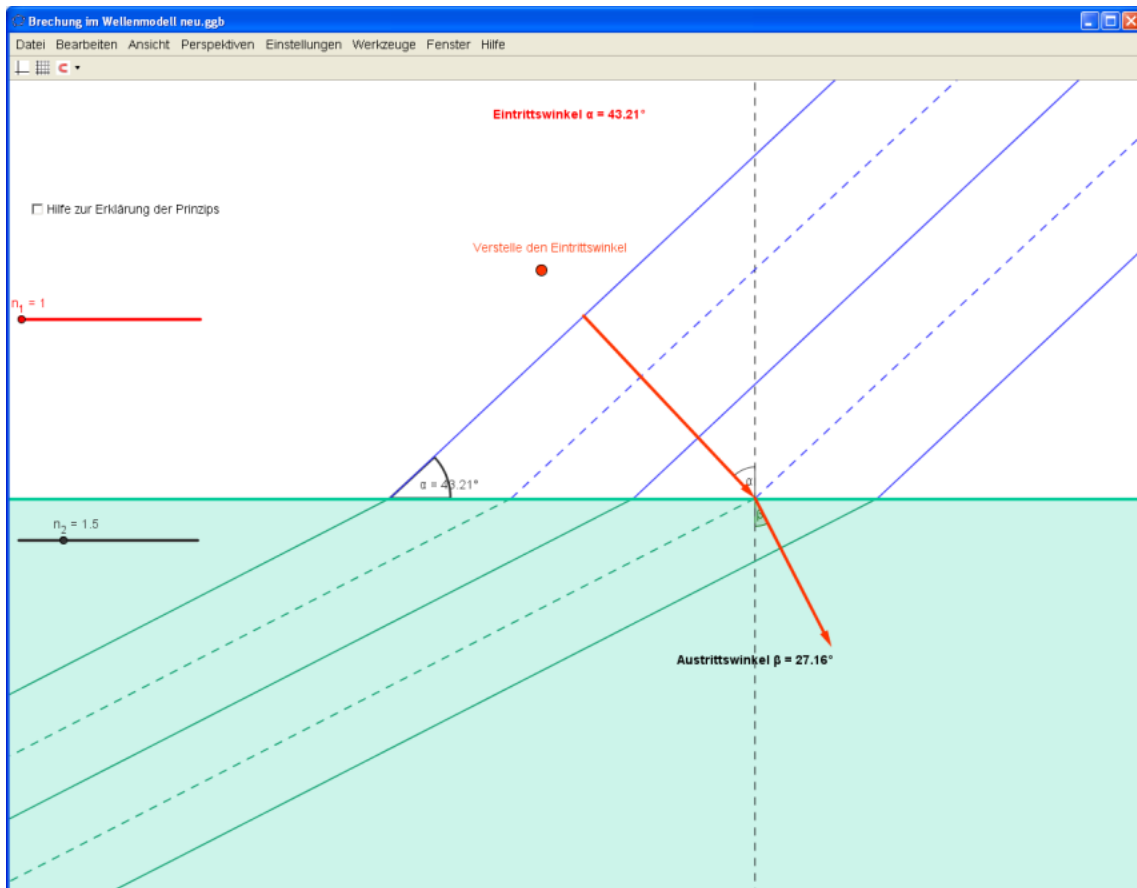 Brechung im Wellenmodell neu.ggb
Datei Bearbeiten Ansicht Perspektiven Einstellungen Werkzeuge Fenster Hilfe
Eintrittswinkel α = 43.21°
Hilfe zur Erklärung der Prinzips
Verstelle den Eintrittswinkel
n₁ = 1
α
α = 43.21°
n₂ = 1.5
β
Austrittswinkel β = 27.16°